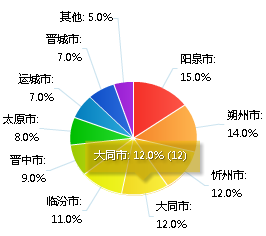 其他: 5.0%
晋城市:
7.0%
运城市:
7.0%
太原市:
8.0%
晋中市:
9.0%
临汾市:
11.0%
大同市:
12.0%
忻州市:
12.0%
朔州市:
14.0%
阳泉市:
15.0%
大同市: 12.0% (12)